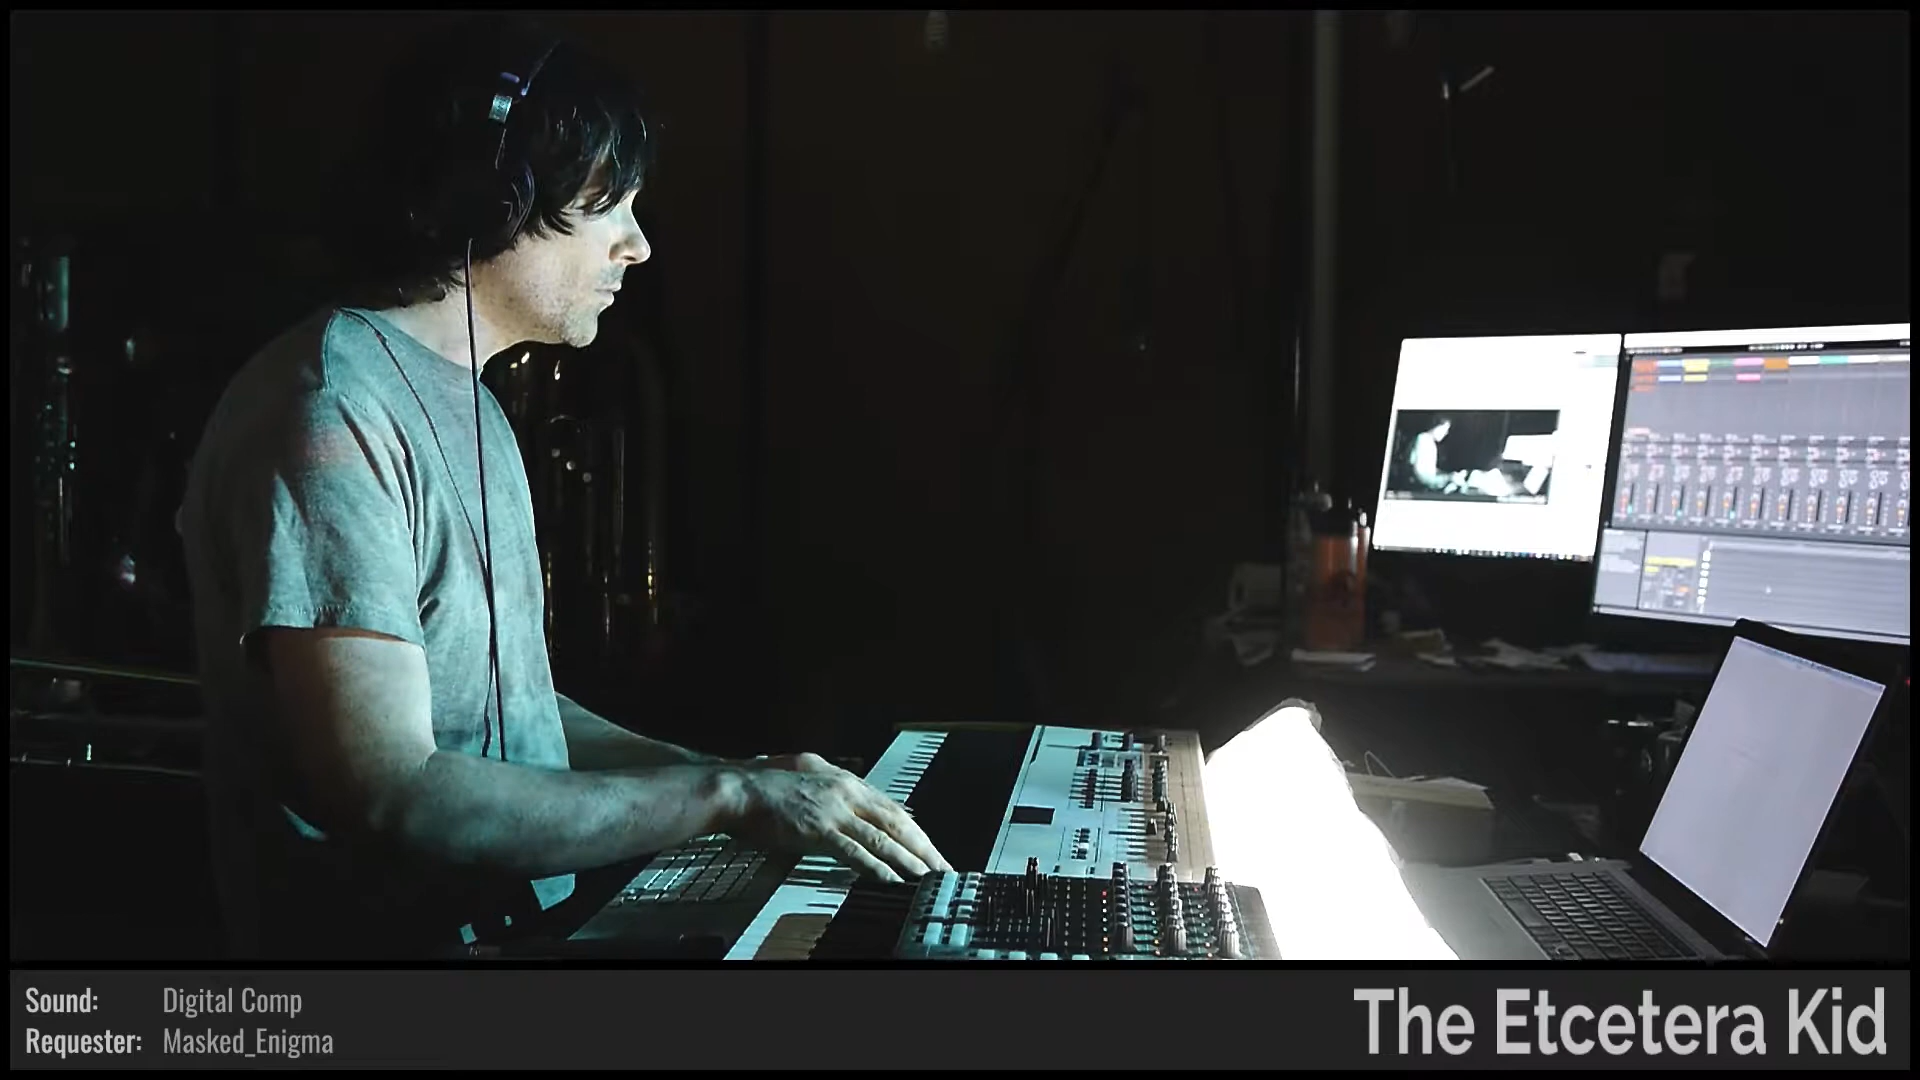 Sound: Digital Comp
Requester: Masked_Enigma
The Etcetera Kid